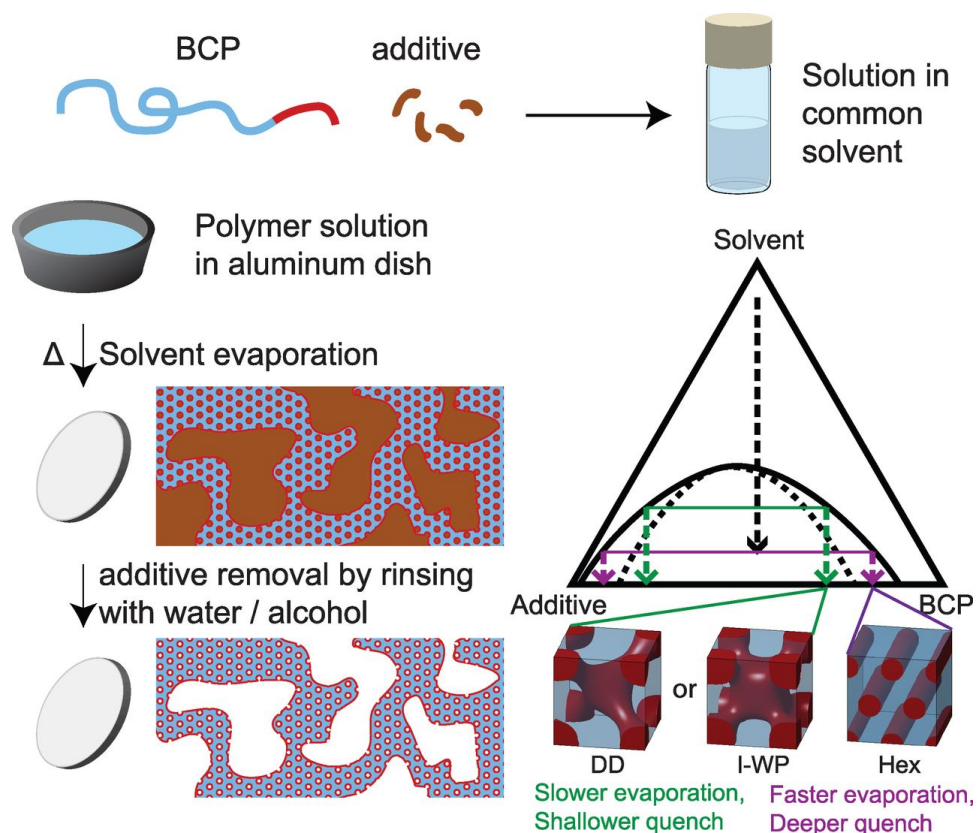 BCP
additive
Solution in
common
solvent
Polymer solution
in aluminum dish
Δ
Solvent evaporation
additive removal by rinsing
with water / alcohol
Solvent
Additive
BCP
or
DD
I-WP
Hex
Slower evaporation,
Shallower quench
Faster evaporation,
Deeper quench